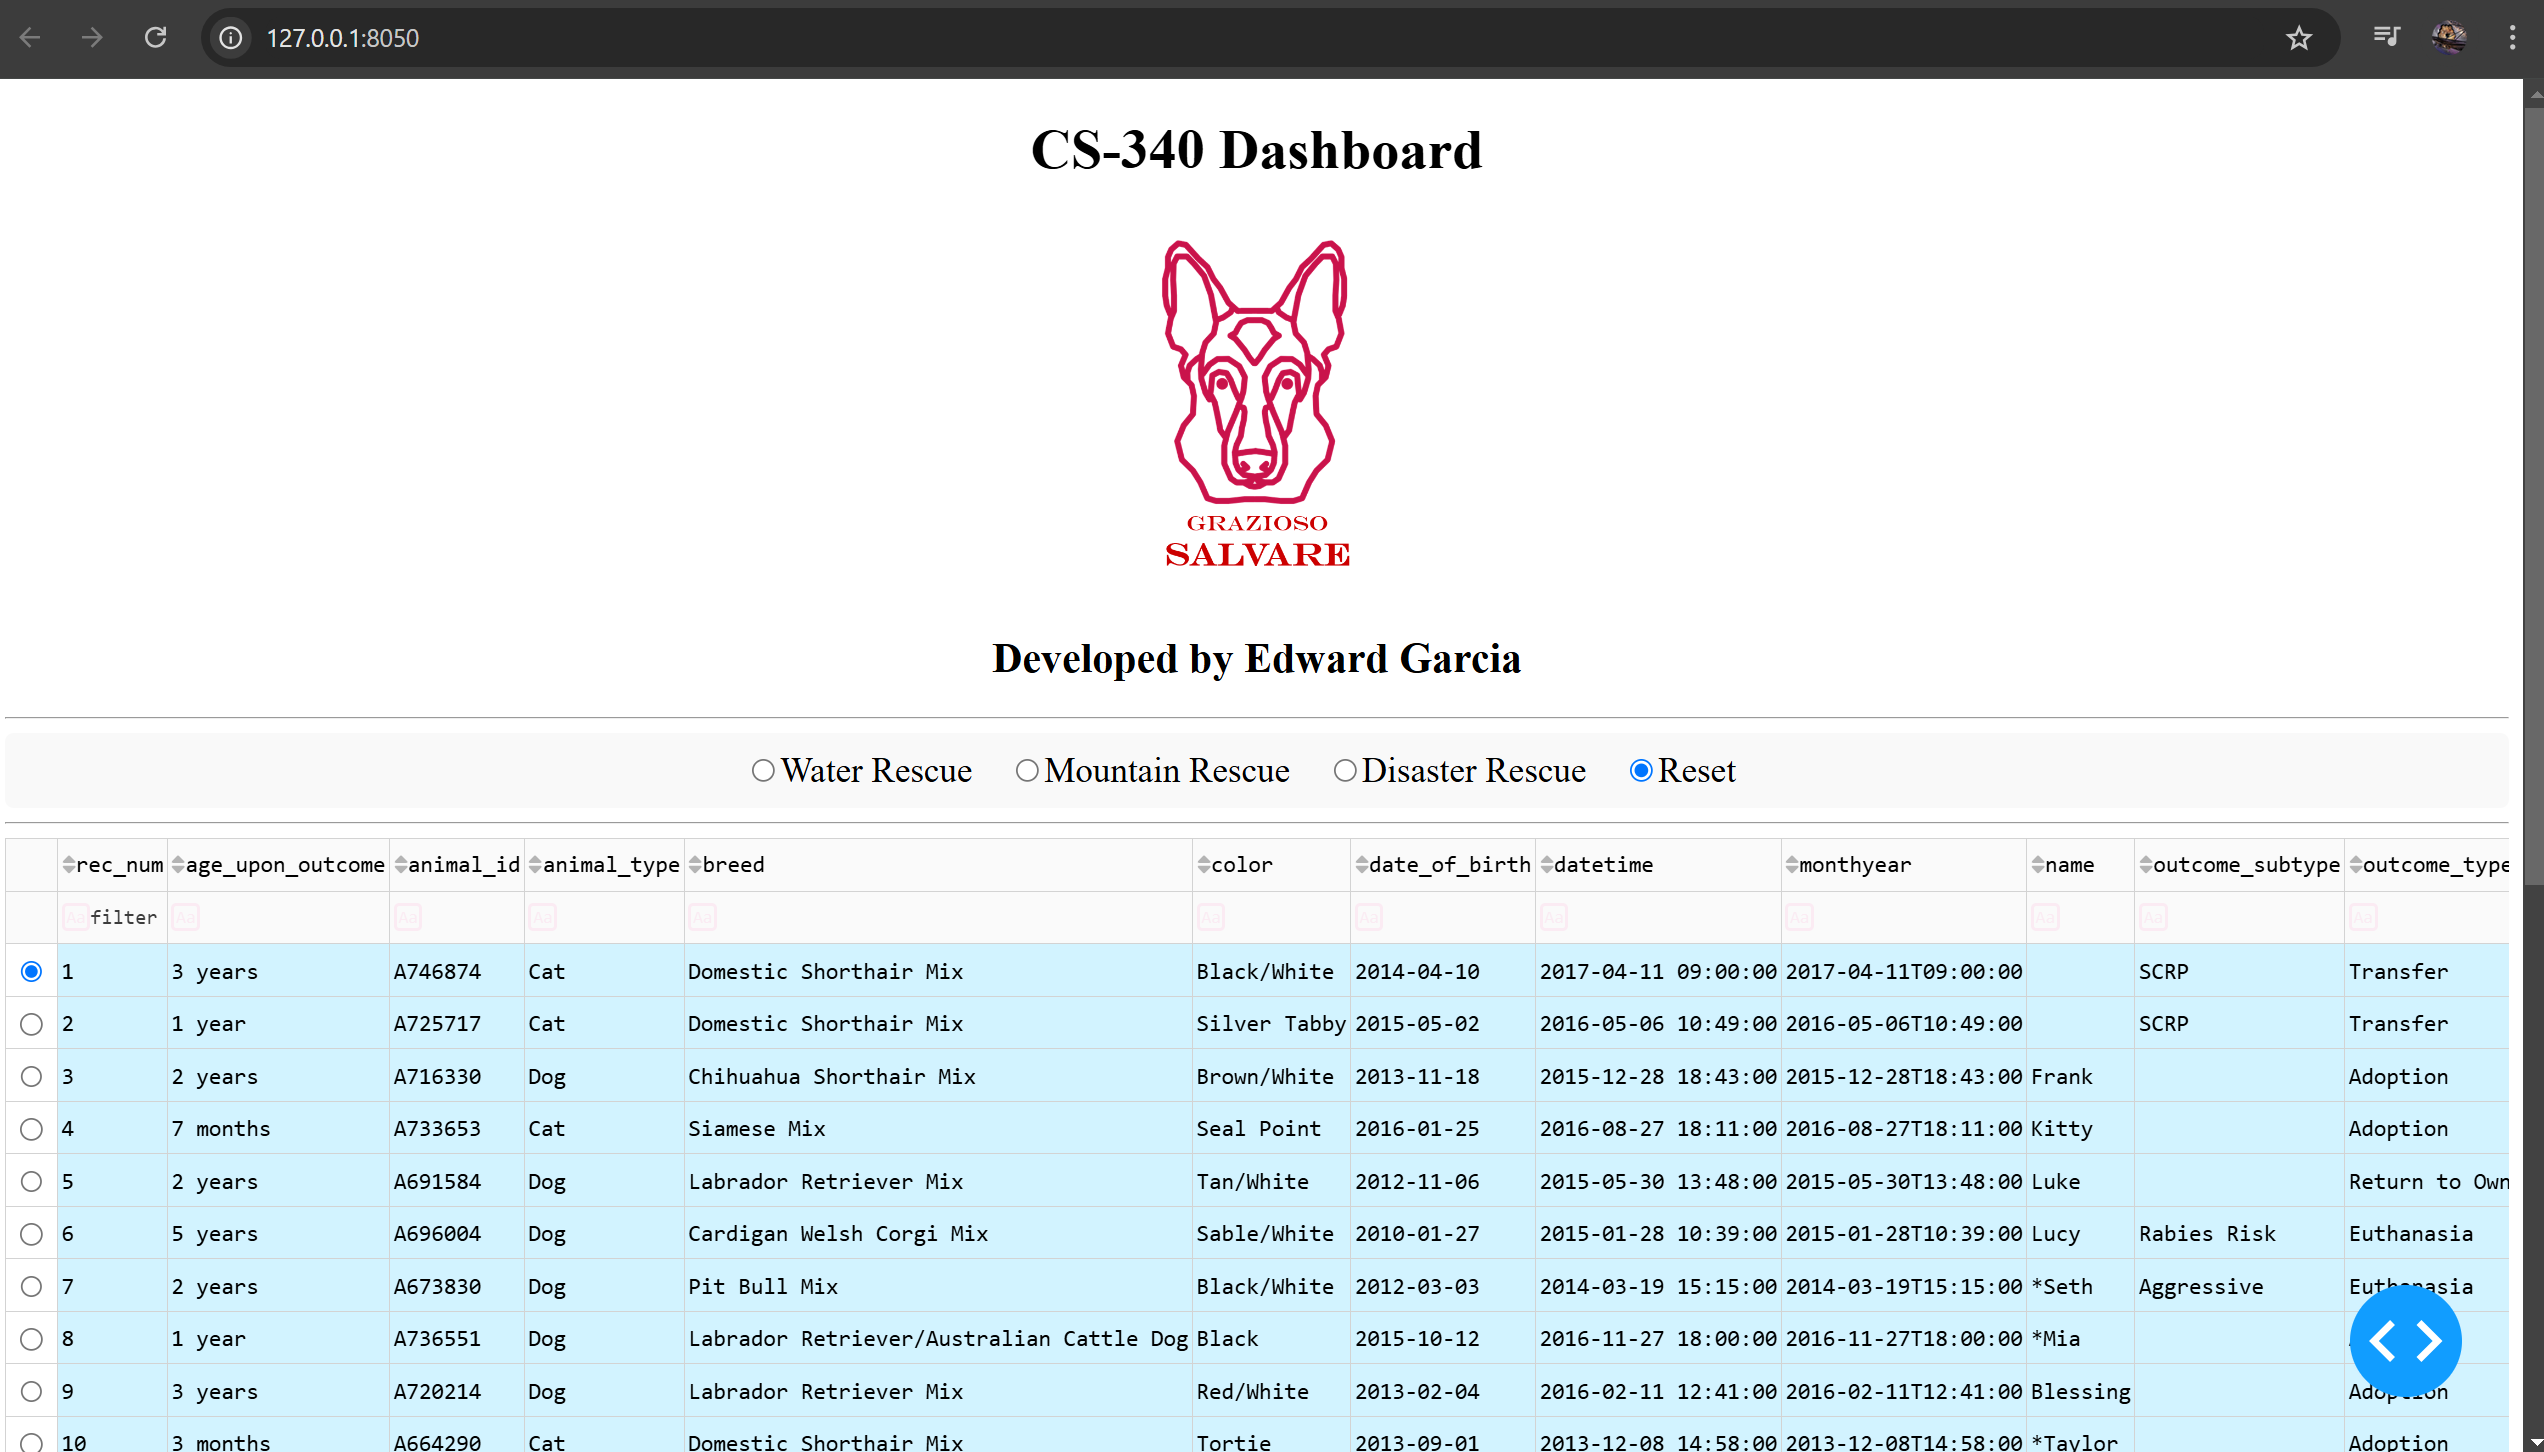 127.0.0.1:8050
CS-340 Dashboard
GRAZIOSO
SALVARE
Developed by Edward Garcia
Water Rescue Mountain Rescue Disaster Rescue Reset
rec_num age_upon_outcome animal_id animal_type breed color date_of_birth datetime monthyear name outcome_subtype outcome_type
Aa filter Aa Aa Aa Aa Aa Aa Aa Aa Aa Aa Aa
1 3 years A746874 Cat Domestic Shorthair Mix Black/White 2014-04-10 2017-04-11 09:00:00 2017-04-11T09:00:00 SCRP Transfer
2 1 year A725717 Cat Domestic Shorthair Mix Silver Tabby 2015-05-02 2016-05-06 10:49:00 2016-05-06T10:49:00 SCRP Transfer
3 2 years A716330 Dog Chihuahua Shorthair Mix Brown/White 2013-11-18 2015-12-28 18:43:00 2015-12-28T18:43:00 Frank Adoption
4 7 months A733653 Cat Siamese Mix Seal Point 2016-01-25 2016-08-27 18:11:00 2016-08-27T18:11:00 Kitty Adoption
5 2 years A691584 Dog Labrador Retriever Mix Tan/White 2012-11-06 2015-05-30 13:48:00 2015-05-30T13:48:00 Luke Return to Own
6 5 years A696004 Dog Cardigan Welsh Corgi Mix Sable/White 2010-01-27 2015-01-28 10:39:00 2015-01-28T10:39:00 Lucy Rabies Risk Euthanasia
7 2 years A673830 Dog Pit Bull Mix Black/White 2012-03-03 2014-03-19 15:15:00 2014-03-19T15:15:00 *Seth Aggressive Euthanasia
8 1 year A736551 Dog Labrador Retriever/Australian Cattle Dog Black 2015-10-12 2016-11-27 18:00:00 2016-11-27T18:00:00 *Mia
9 3 years A720214 Dog Labrador Retriever Mix Red/White 2013-02-04 2016-02-11 12:41:00 2016-02-11T12:41:00 Blessing Adoption
10 3 months A664290 Cat Domestic Shorthair Mix Tortie 2013-09-01 2013-12-08 14:58:00 2013-12-08T14:58:00 *Taylor Adoption